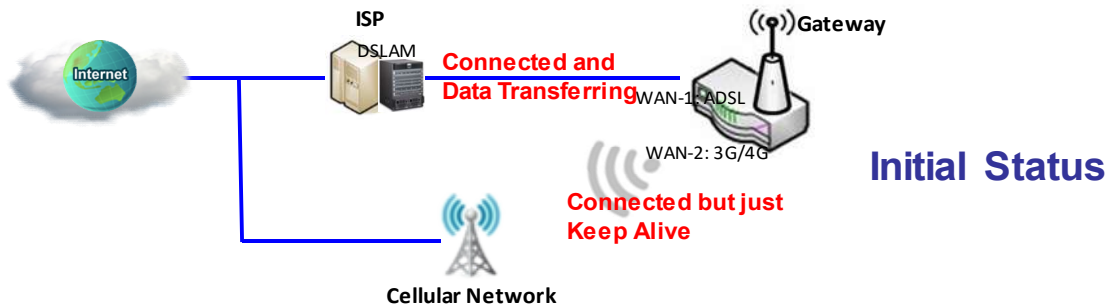 ISP
Gateway
DSLAM
Internet
Connected and
Data Transferring
WAN-1: ADSL
WAN-2: 3G/4G
Initial Status
Connected but just
Keep Alive
Cellular Network